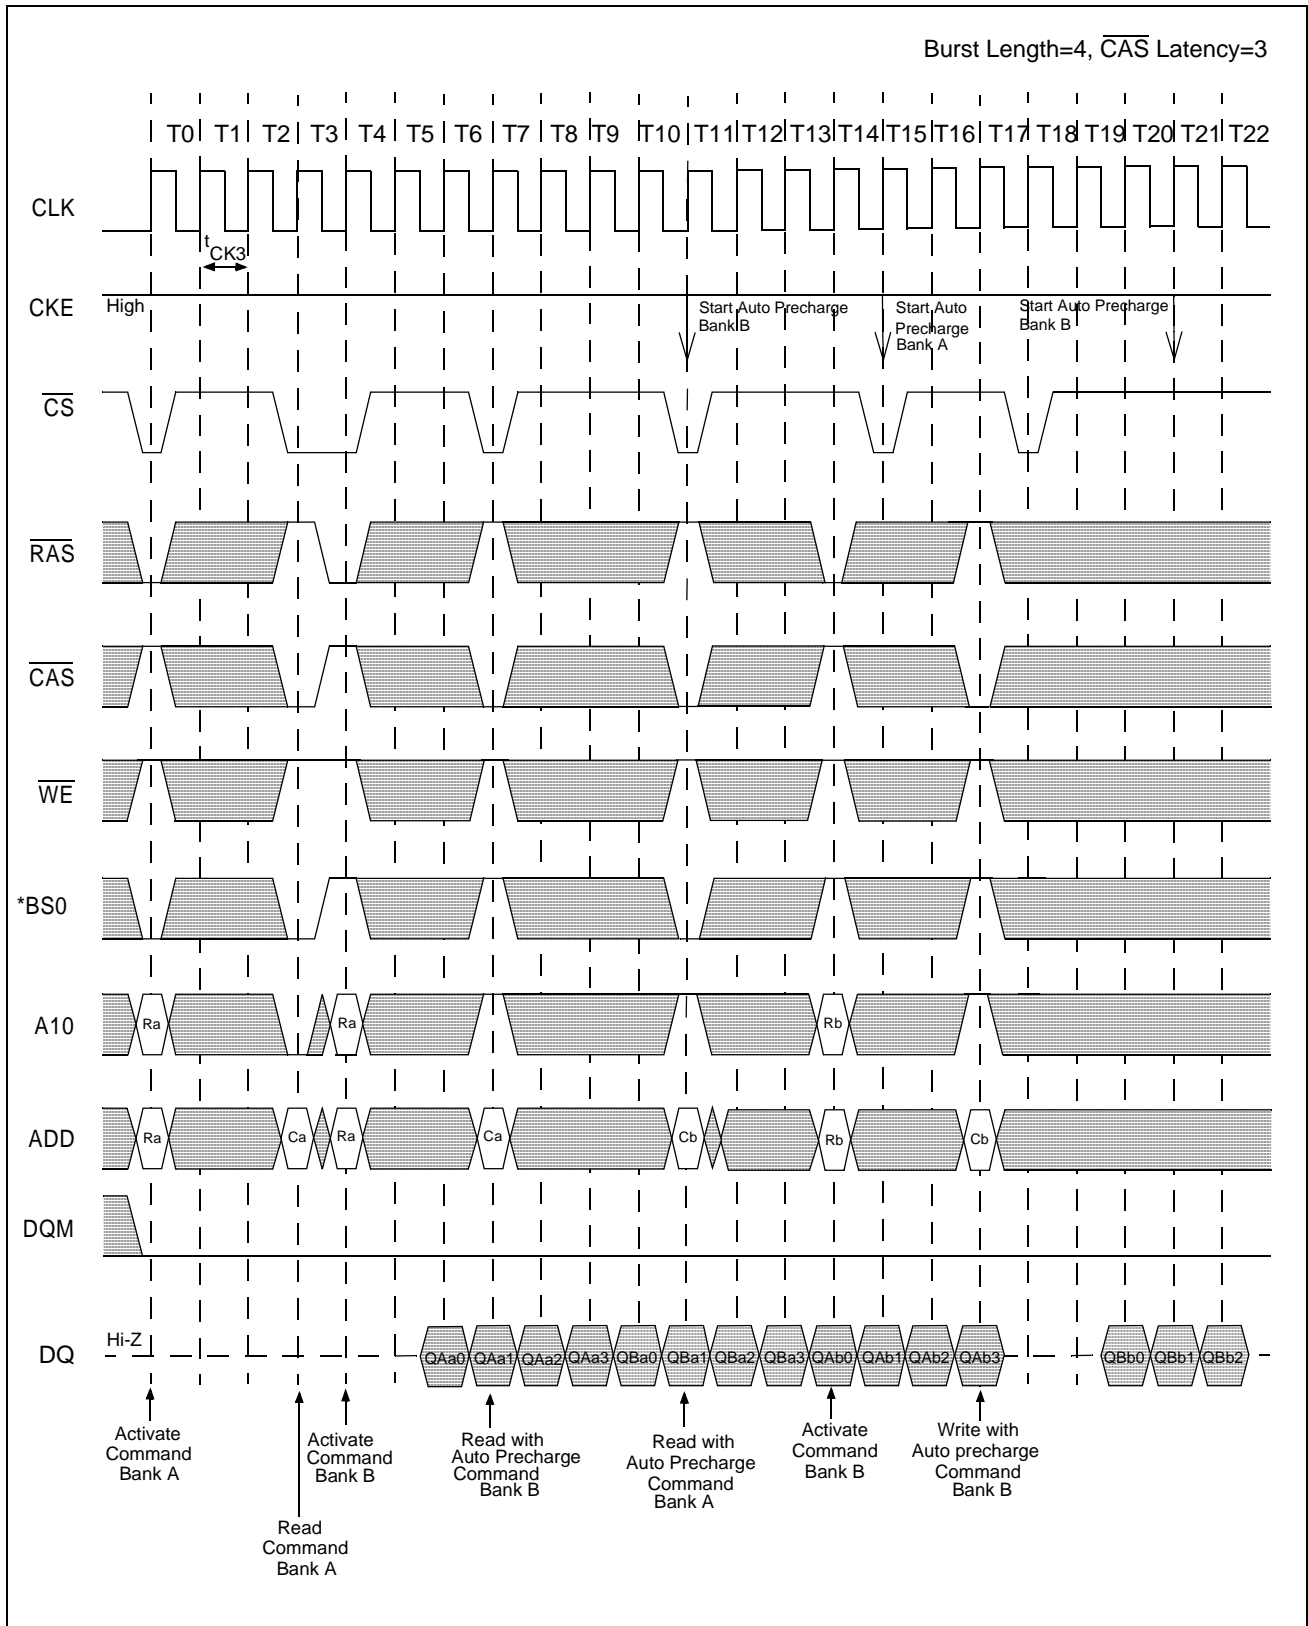 Burst Length=4, CAS Latency=3
T0 T1 T2 T3 T4 T5 T6 T7 T8 T9 T10 T11 T12 T13 T14 T15 T16 T17 T18 T19 T20 T21 T22
CLK
tCK3
CKE
High
Start Auto Precharge
Bank B
Start Auto
Precharge
Bank A
Start Auto Precharge
Bank B
CS
RAS
CAS
WE
*BS0
A10
Ra Ra Rb
ADD
Ra Ca Ra Ca Cb Rb Cb
DQM
DQ
Hi-Z
QAa0 QAa1 QAa2 QAa3 QBa0 QBa1 QBa2 QBa3 QAb0 QAb1 QAb2 QAb3 QBb0 QBb1 QBb2
Activate
Command
Bank A
Read
Command
Bank A
Activate
Command
Bank B
Read with
Auto Precharge
Command
Bank B
Read with
Auto Precharge
Command
Bank A
Activate
Command
Bank B
Write with
Auto precharge
Command
Bank B